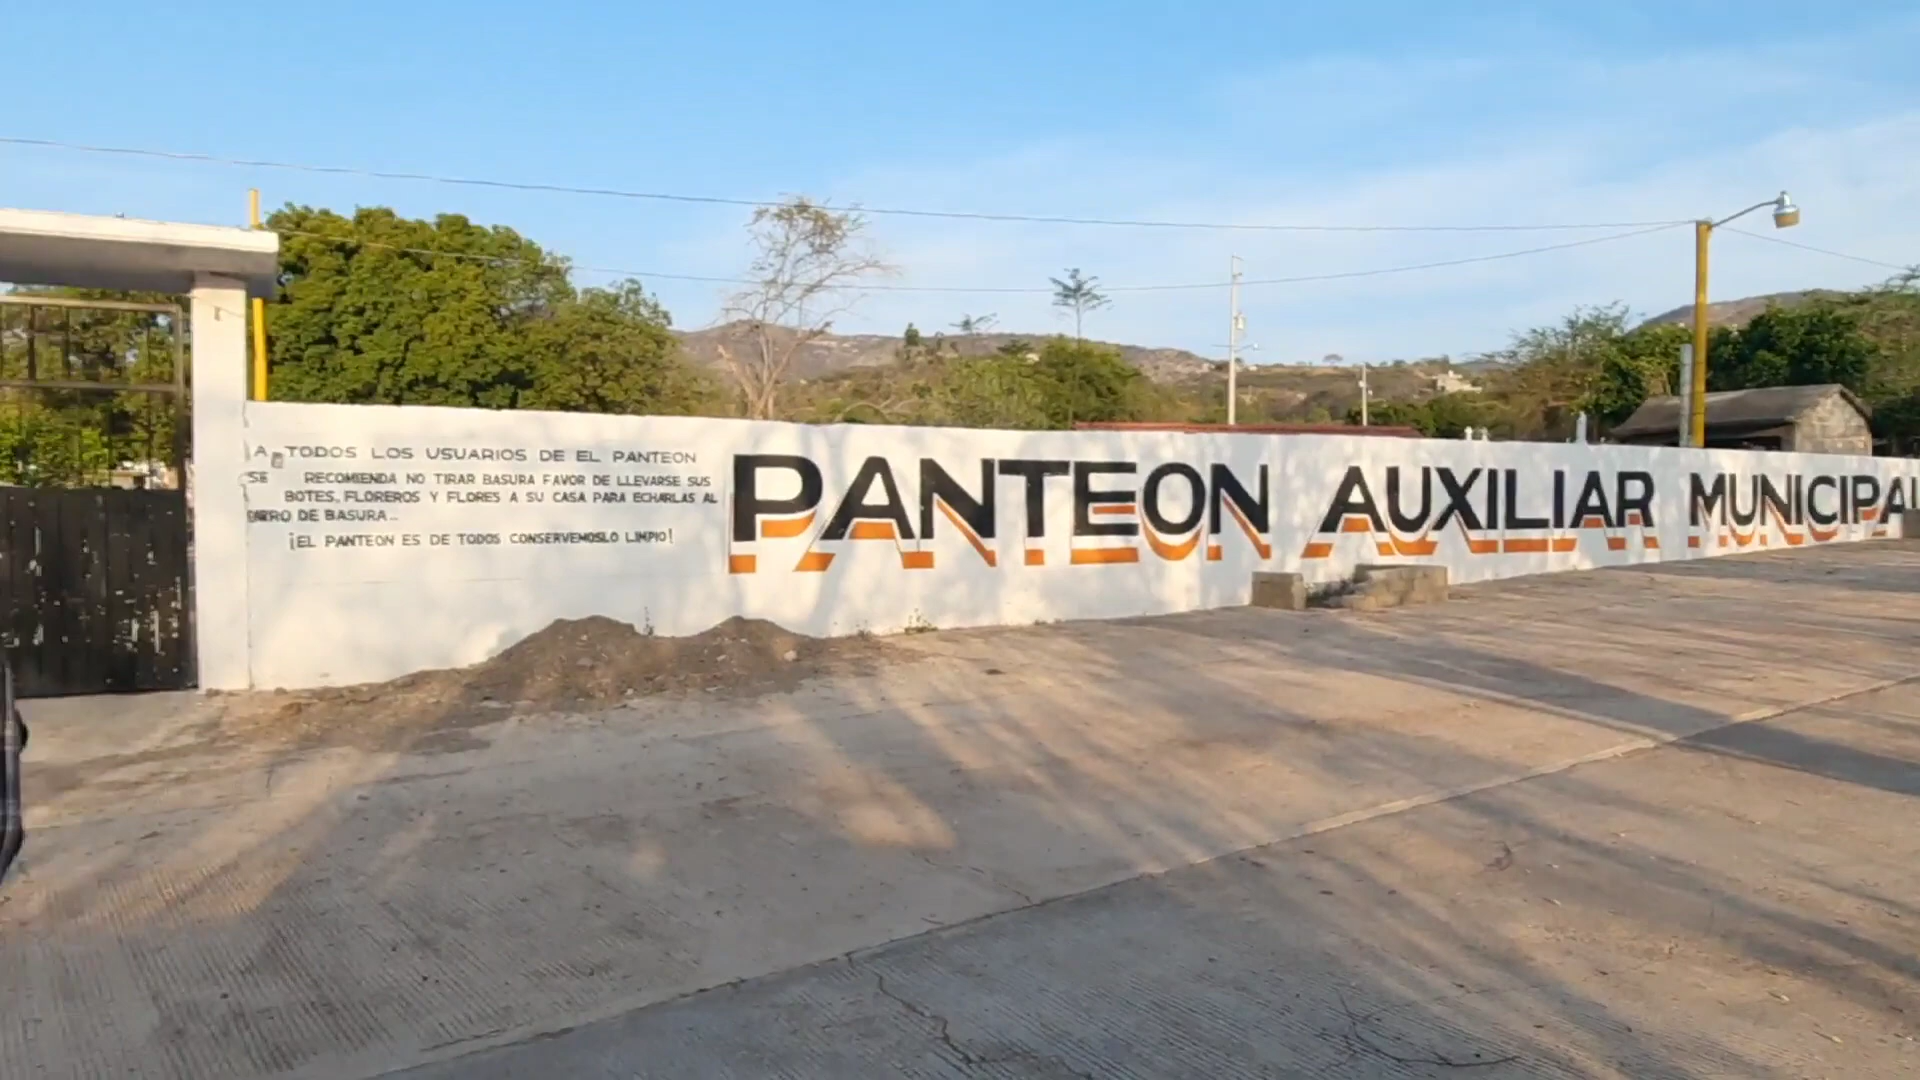 A TODOS LOS USUARIOS DE EL PANTEON
SE RECOMIENDA NO TIRAR BASURA FAVOR DE LLEVARSE SUS
BOTES, FLOREROS Y FLORES A SU CASA PARA ECHARLAS AL
CARRO DE BASURA...
¡EL PANTEON ES DE TODOS CONSERVEMOSLO LIMPIO!
PANTEON AUXILIAR MUNICIPAL